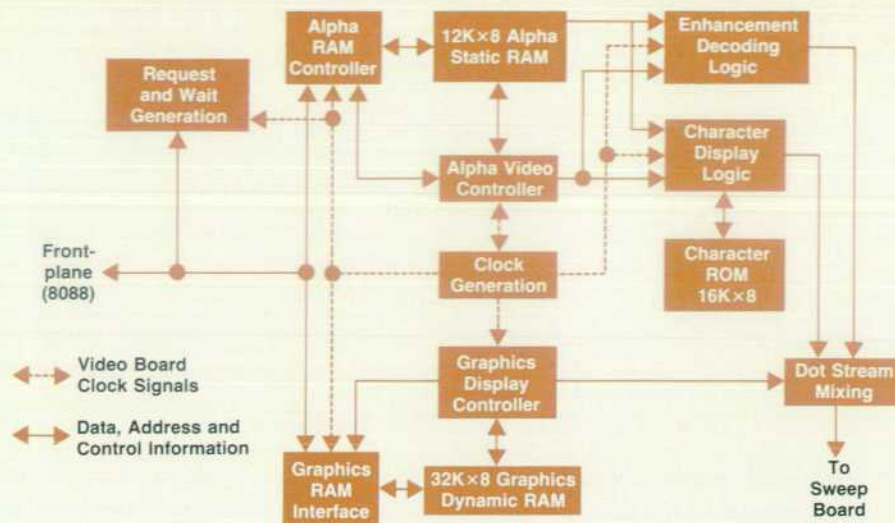 Alpha
RAM
Controller
12K×8 Alpha
Static RAM
Enhancement
Decoding
Logic
Request
and Wait
Generation
Alpha Video
Controller
Character
Display
Logic
Front-
plane
(8088)
Clock
Generation
Character
ROM
16K×8
Video Board
Clock Signals
Graphics
Display
Controller
Dot Stream
Mixing
Data, Address and
Control Information
Graphics
RAM
Interface
32K×8 Graphics
Dynamic RAM
To
Sweep
Board